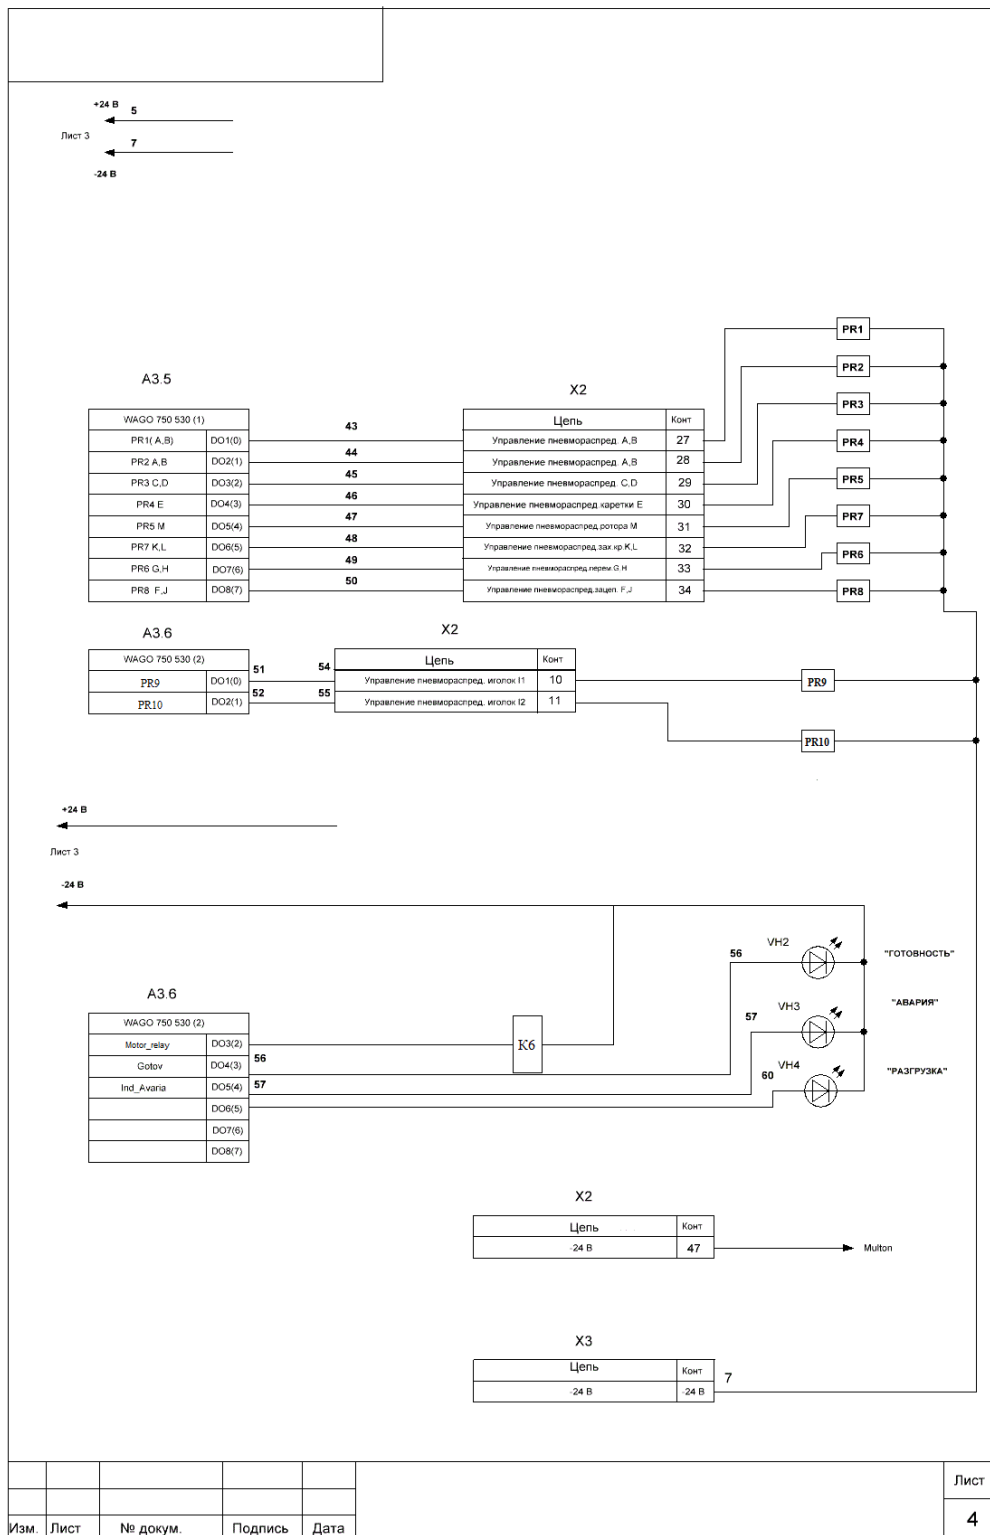 +24 В
5
Лист 3
7
-24 В
PR1
PR2
PR3
PR4
PR5
PR7
PR6
PR8
А3.5
X2
WAGO 750 530 (1)
PR1( A,B) DO1(0)
PR2 A,B DO2(1)
PR3 C,D DO3(2)
PR4 E DO4(3)
PR5 M DO5(4)
PR7 K,L DO6(5)
PR6 G,H DO7(6)
PR8 F,J DO8(7)
43
44
45
46
47
48
49
50
Цепь Конт
Управление пневмораспред. A,B 27
Управление пневмораспред. A,B 28
Управление пневмораспред. C,D 29
Управление пневмораспред.каретки E 30
Управление пневмораспред.ротора M 31
Управление пневмораспред.зах.кр.K,L 32
Управление пневмораспред.перем.G,H 33
Управление пневмораспред.зацеп. F,J 34
А3.6
X2
WAGO 750 530 (2)
PR9 DO1(0)
PR10 DO2(1)
51 54
52 55
Цепь Конт
Управление пневмораспред. иголок I1 10
Управление пневмораспред. иголок I2 11
PR9
PR10
+24 В
Лист 3
-24 В
56 VH2 "ГОТОВНОСТЬ"
57 VH3 "АВАРИЯ"
60 VH4 "РАЗГРУЗКА"
А3.6
WAGO 750 530 (2)
Motor_relay DO3(2)
Gotov DO4(3) 56
Ind_Avaria DO5(4) 57
DO6(5)
DO7(6)
DO8(7)
K6
X2
Цепь Конт
-24 В 47
Multon
X3
Цепь Конт
-24 В -24 В
7
Изм. Лист № докум. Подпись Дата
Лист
4